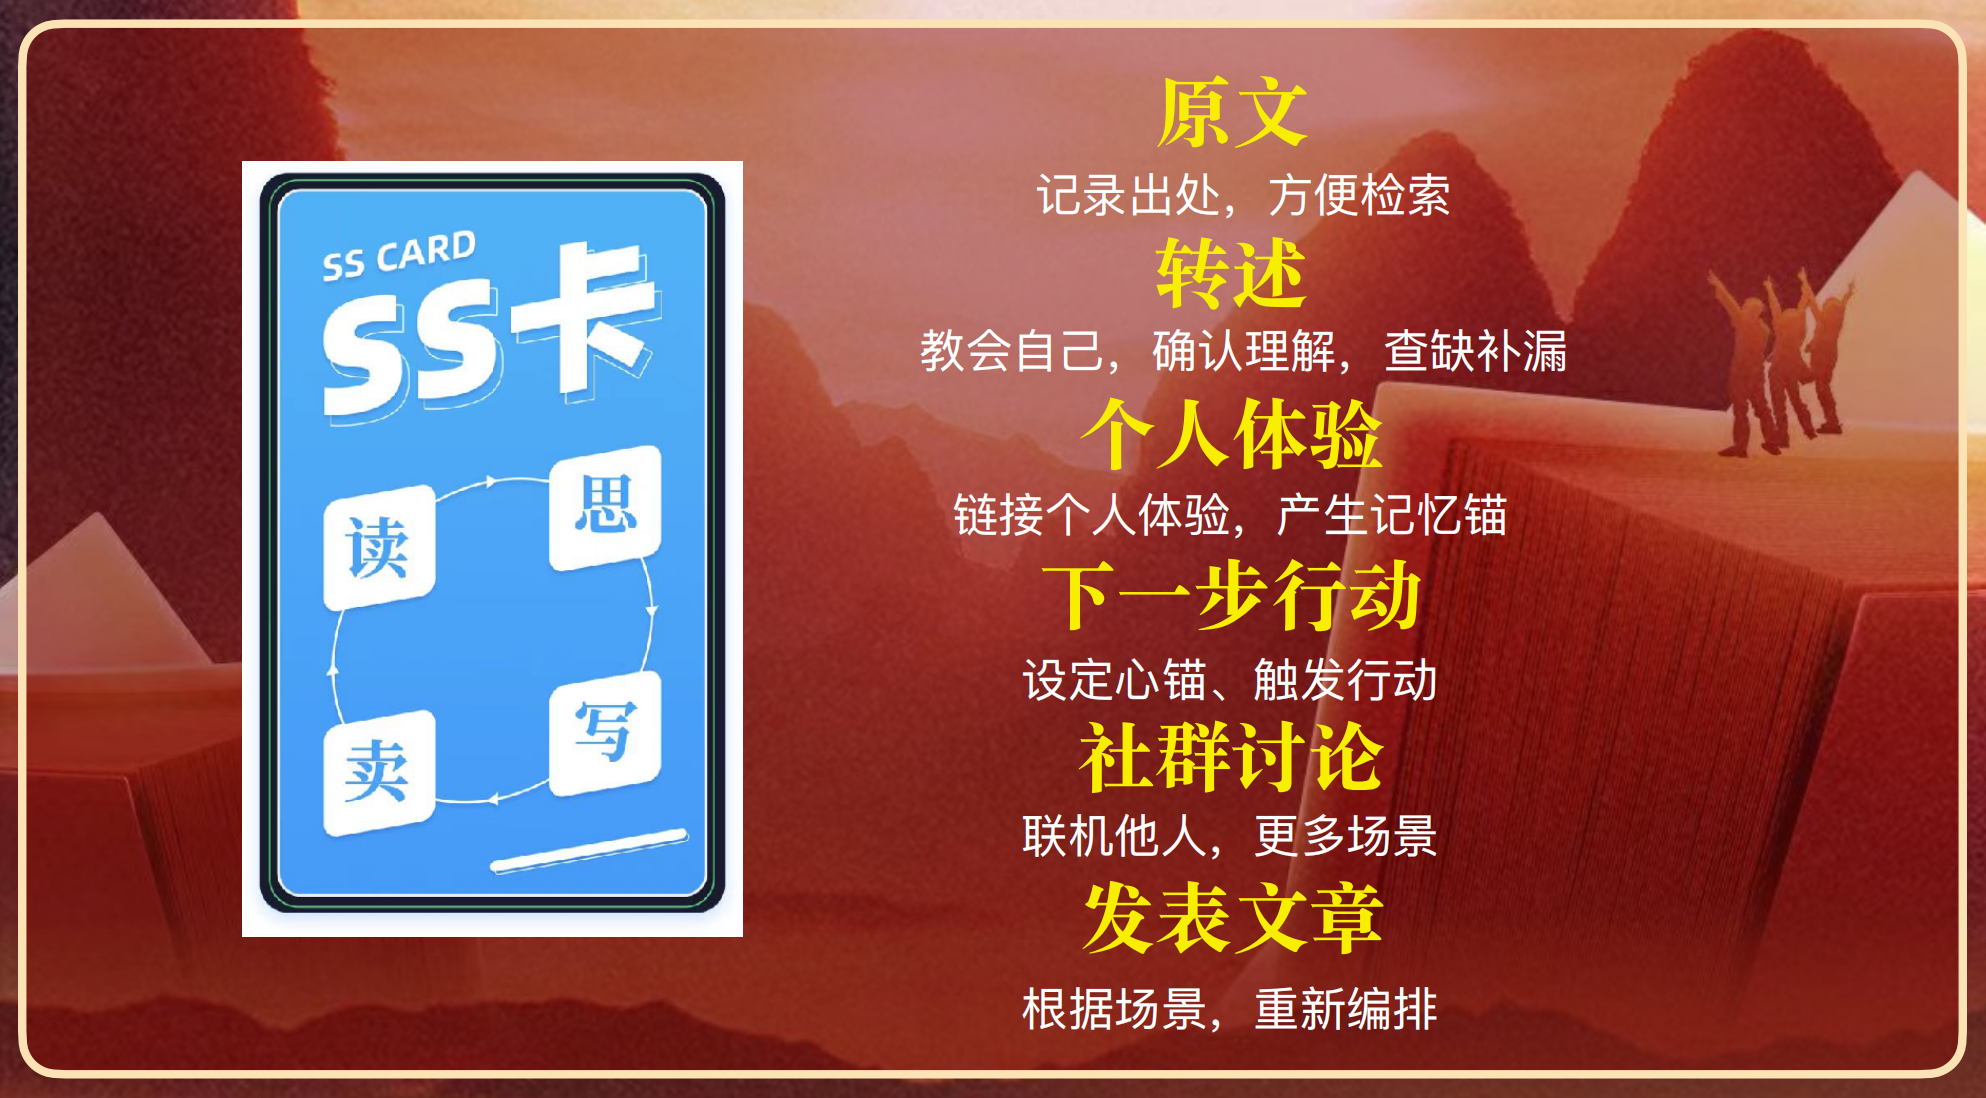 SS CARD
SS卡
读
思
卖
写
原文
记录出处，方便检索
转述
教会自己，确认理解，查缺补漏
个人体验
链接个人体验，产生记忆锚
下一步行动
设定心锚、触发行动
社群讨论
联机他人，更多场景
发表文章
根据场景，重新编排